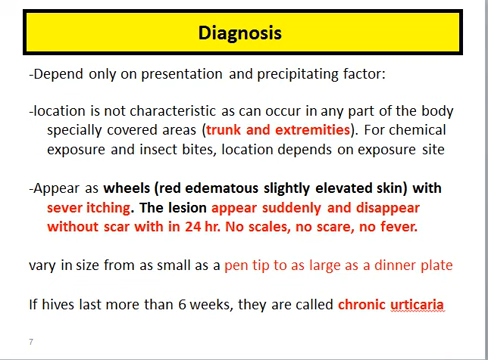 Diagnosis
-Depend only on presentation and precipitating factor:
-location is not characteristic as can occur in any part of the body
specially covered areas (trunk and extremities). For chemical
exposure and insect bites, location depends on exposure site
-Appear as wheels (red edematous slightly elevated skin) with
sever itching. The lesion appear suddenly and disappear
without scar with in 24 hr. No scales, no scare, no fever.
vary in size from as small as a pen tip to as large as a dinner plate
If hives last more than 6 weeks, they are called chronic urticaria
7